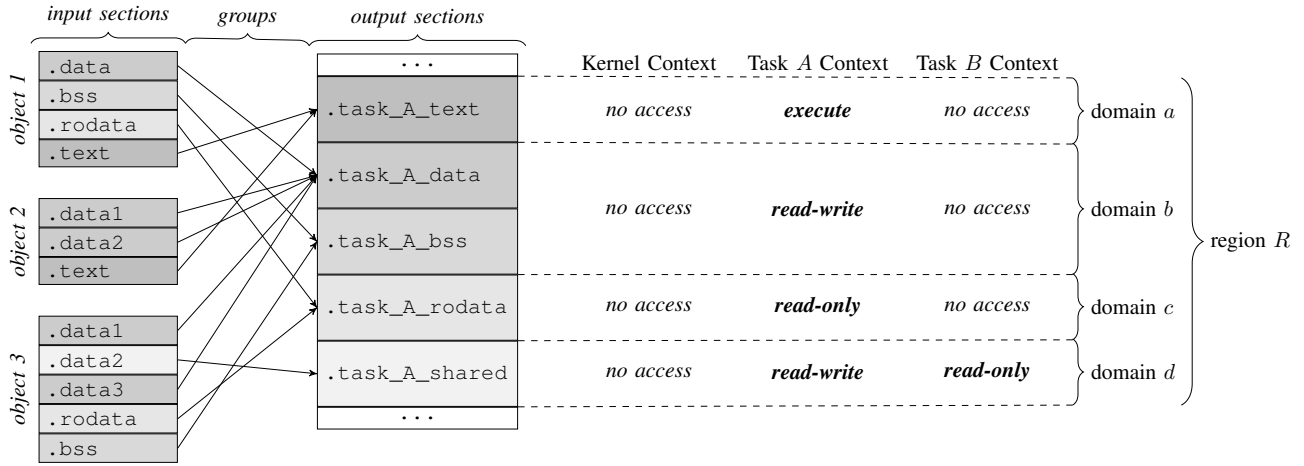 input sections groups output sections
object 1
.data
.bss
.rodata
.text
object 2
.data1
.data2
.text
object 3
.data1
.data2
.data3
.rodata
.bss
...
.task_A_text
.task_A_data
.task_A_bss
.task_A_rodata
.task_A_shared
...
Kernel Context Task A Context Task B Context
no access execute no access domain a
no access read-write no access domain b
no access read-only no access domain c
no access read-write read-only domain d
region R